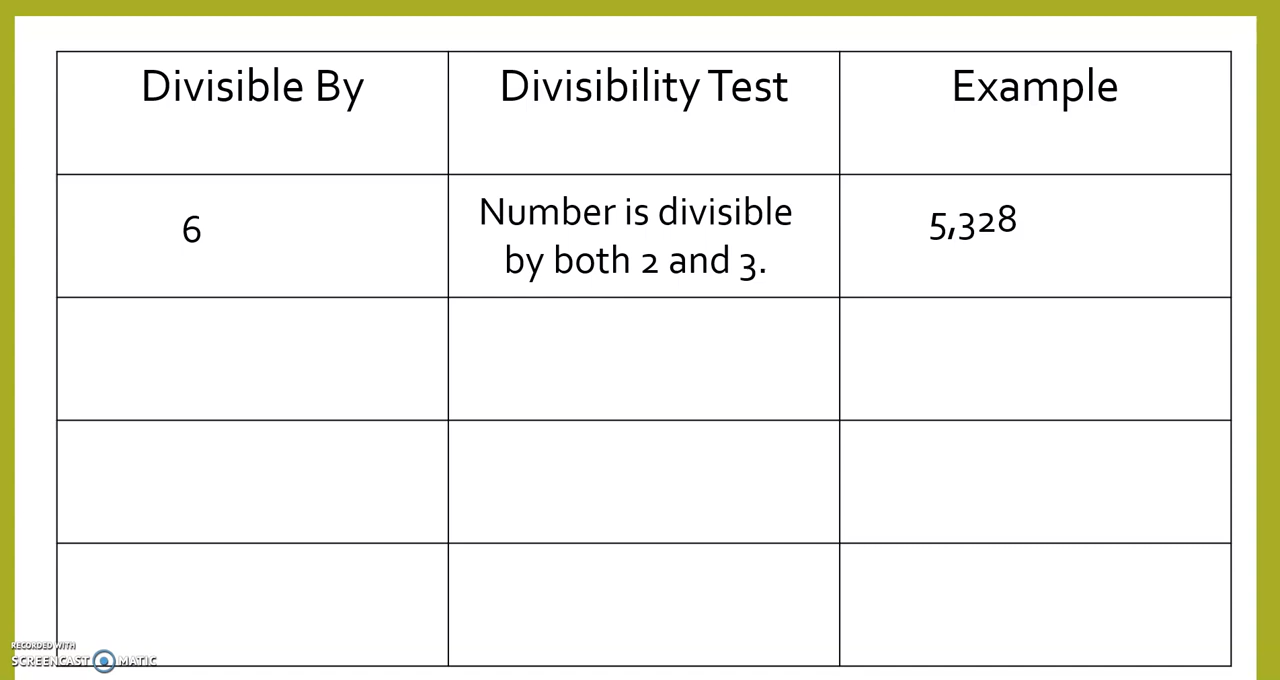 Divisible By
Divisibility Test
Example
6
Number is divisible
by both 2 and 3.
5,328
RECORDED WITH
SCREENCAST MATIC